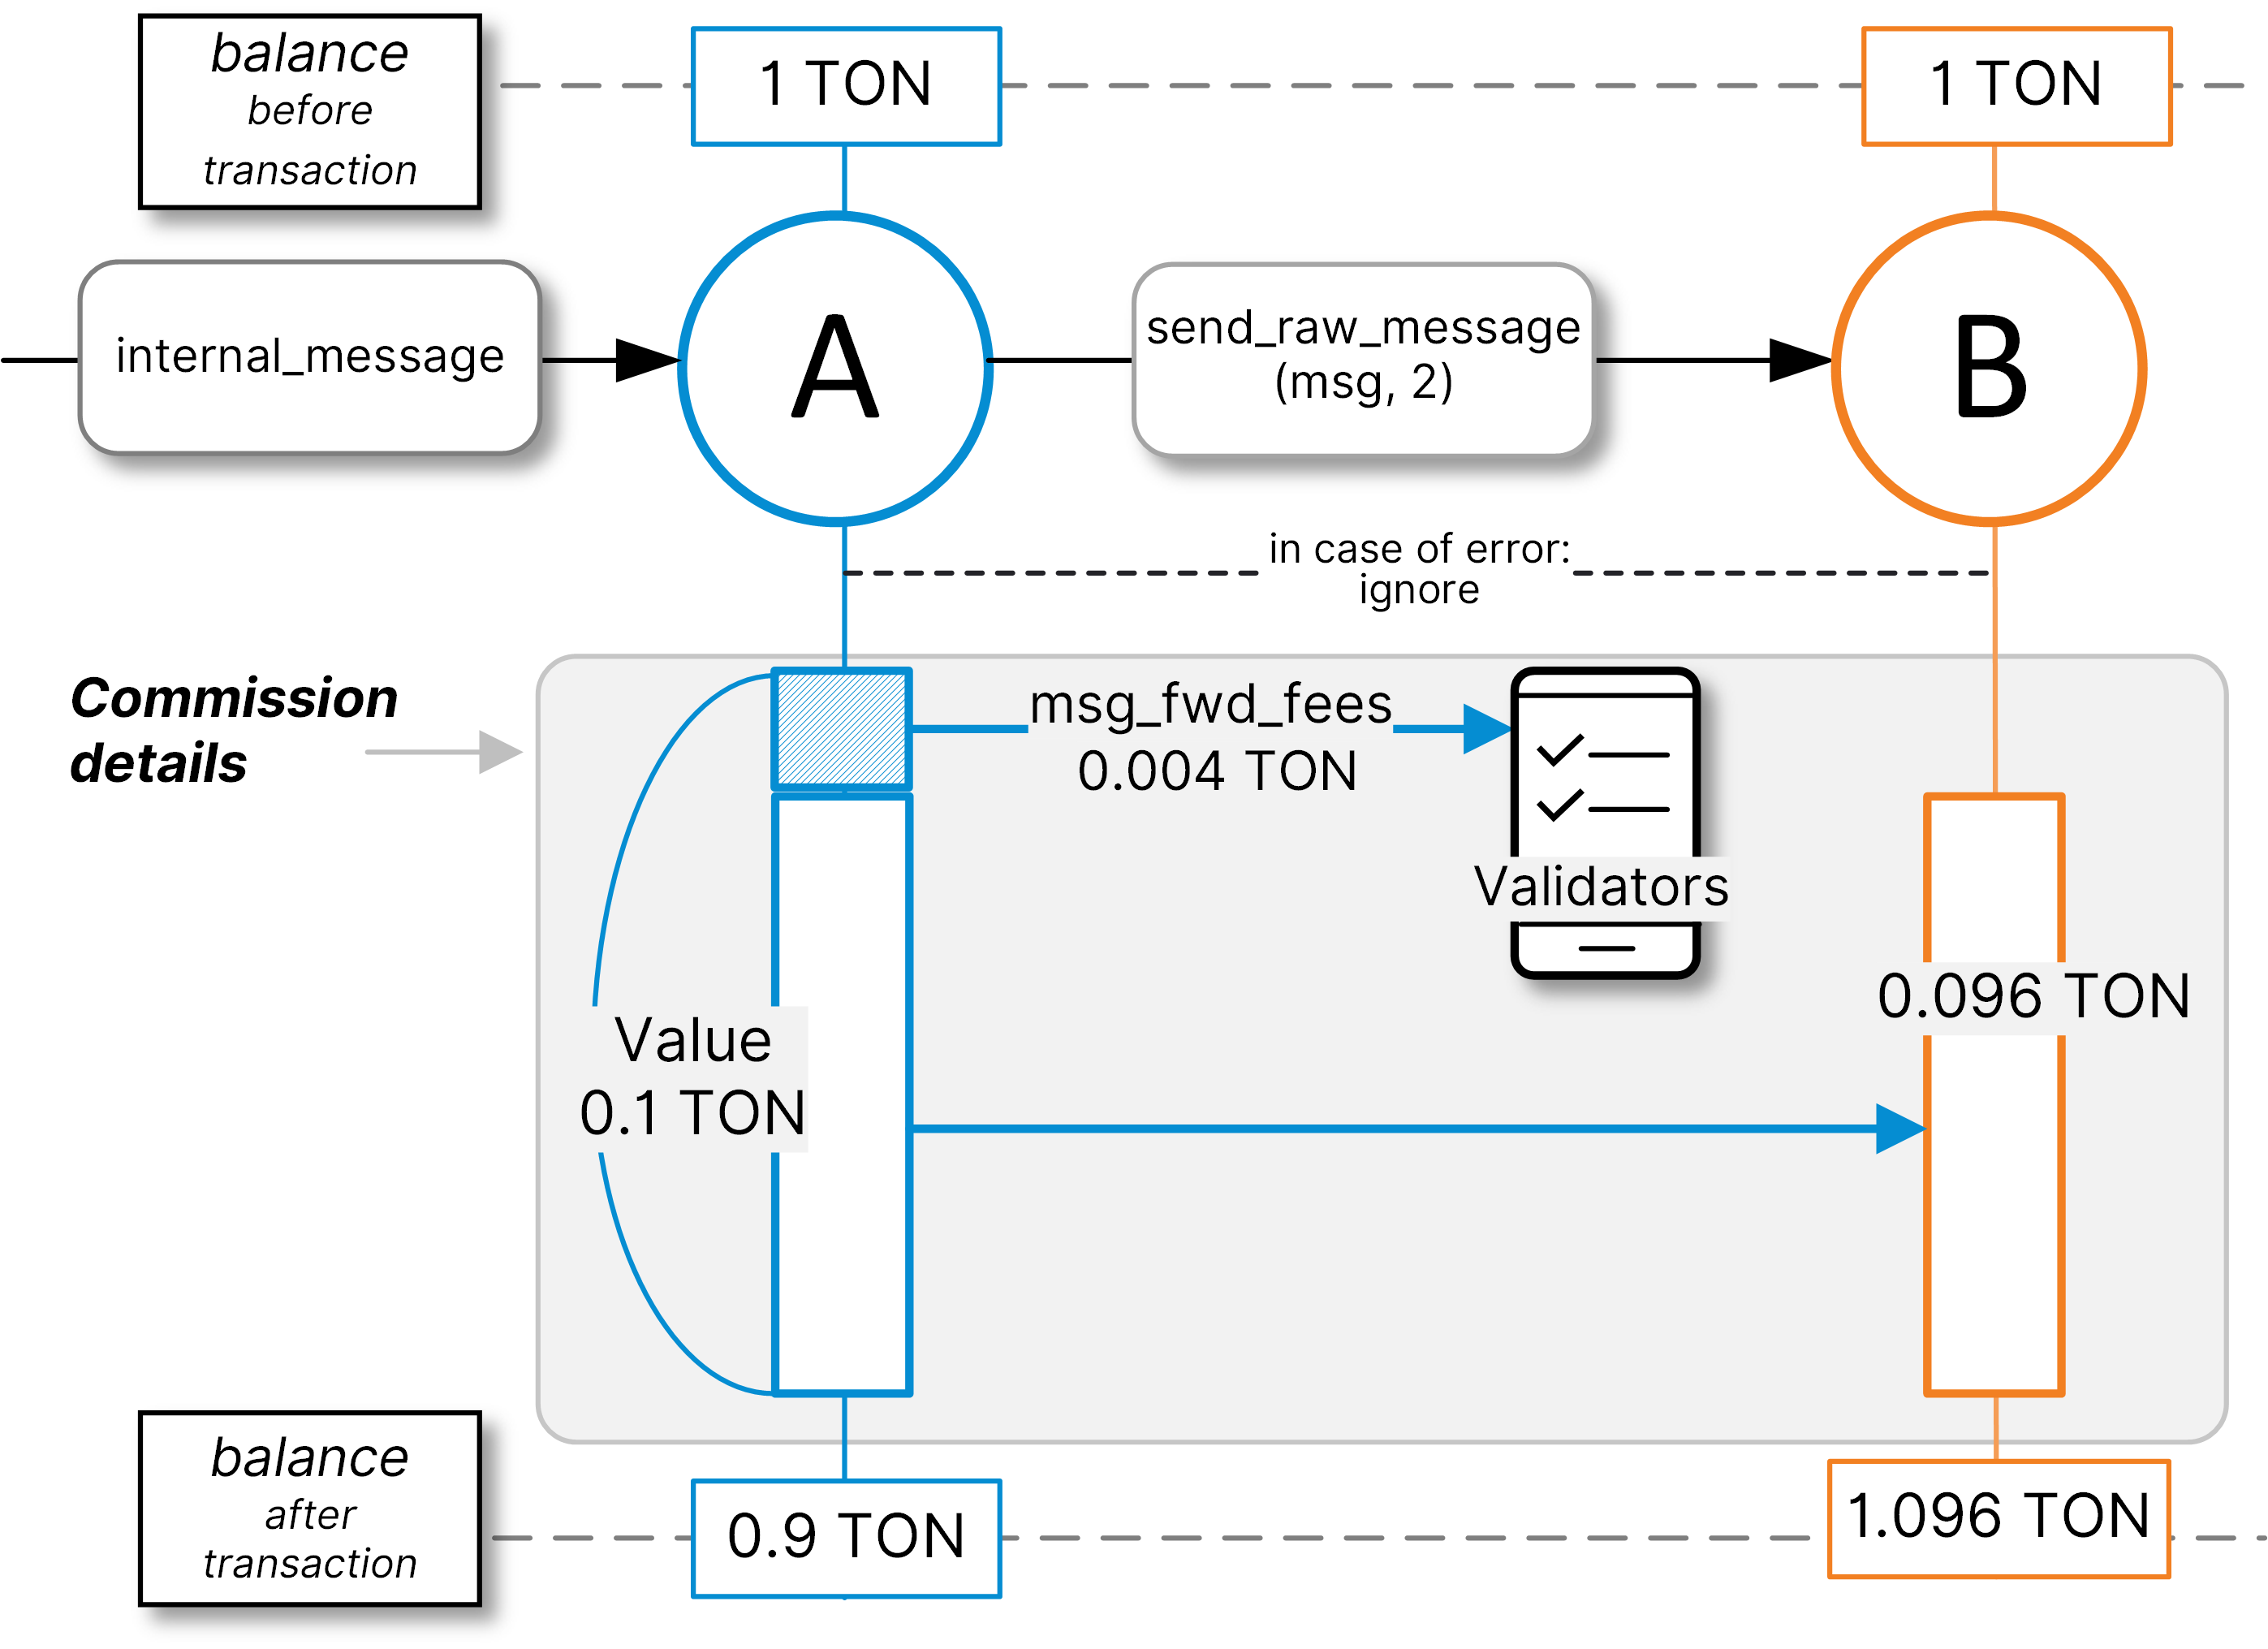 balance
before
transaction
1 TON
1 TON
internal_message
A
send_raw_message
(msg, 2)
B
in case of error:
ignore
Commission
details
msg_fwd_fees
0.004 TON
Validators
0.096 TON
Value
0.1 TON
balance
after
transaction
0.9 TON
1.096 TON